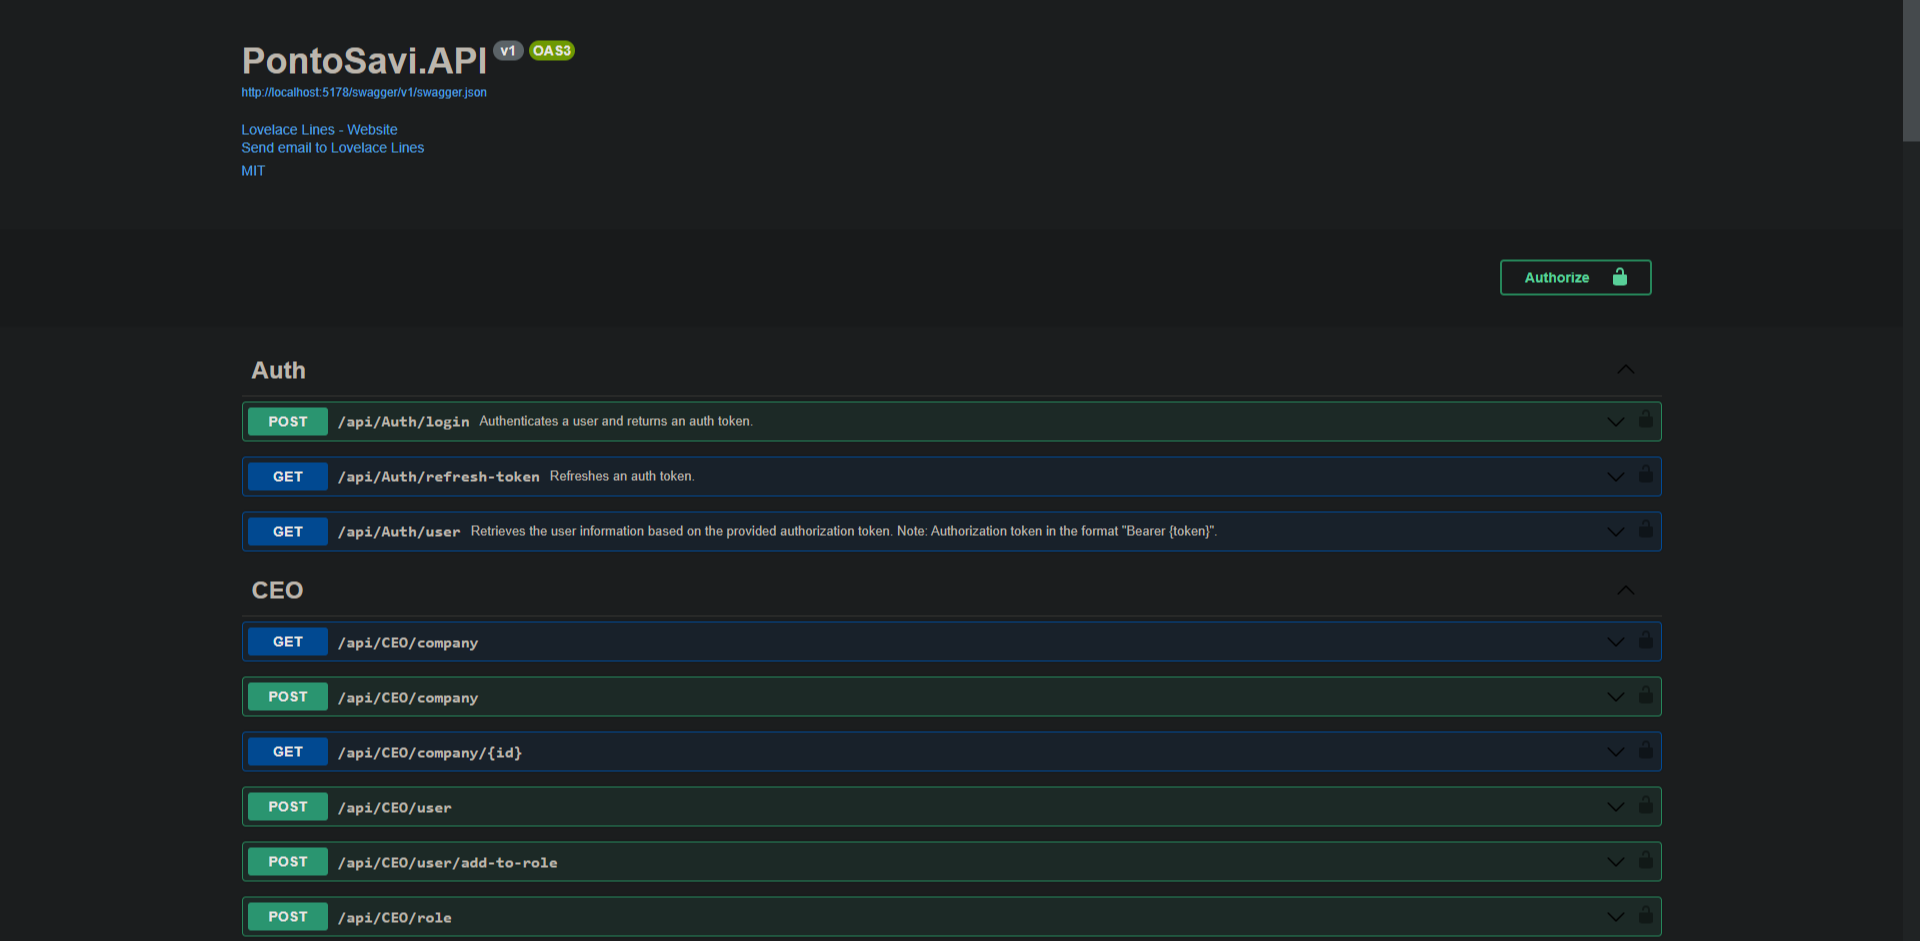 PontoSavi.API v1 OAS3
http://localhost:5178/swagger/v1/swagger.json
Lovelace Lines - Website
Send email to Lovelace Lines
MIT
Authorize
Auth
POST /api/Auth/login Authenticates a user and returns an auth token.
GET /api/Auth/refresh-token Refreshes an auth token.
GET /api/Auth/user Retrieves the user information based on the provided authorization token. Note: Authorization token in the format "Bearer {token}".
CEO
GET /api/CEO/company
POST /api/CEO/company
GET /api/CEO/company/{id}
POST /api/CEO/user
POST /api/CEO/user/add-to-role
POST /api/CEO/role